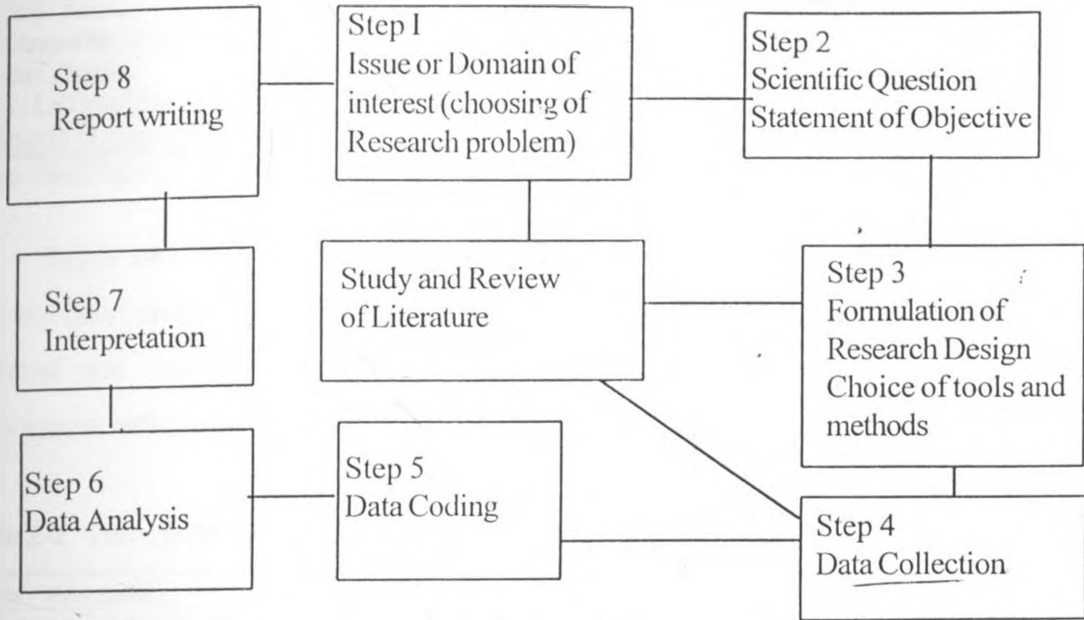 Step 1
Issue or Domain of
interest (choosing of
Research problem)
Step 2
Scientific Question
Statement of Objective
Study and Review
of Literature
Step 3
Formulation of
Research Design
Choice of tools and
methods
Step 4
Data Collection
Step 5
Data Coding
Step 6
Data Analysis
Step 7
Interpretation
Step 8
Report writing